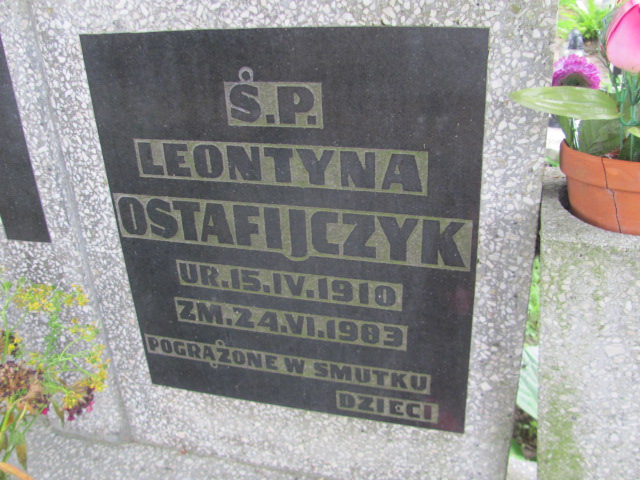 Ś.P.
LEONTYNA
OSTAFIJCZYK
UR.15.IV.1910
ZM.24.VI.1983
POGRĄŻONE W SMUTKU
DZIECI